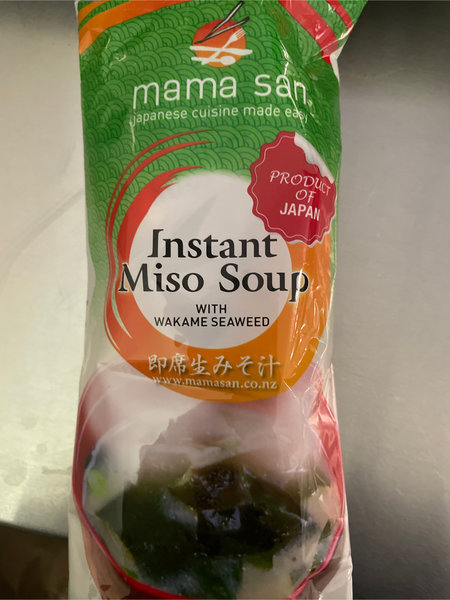 mama san
japanese cuisine made easy
PRODUCT
OF
JAPAN
Instant
Miso Soup
WITH
WAKAME SEAWEED
即席生みそ汁
www.mamasan.co.nz